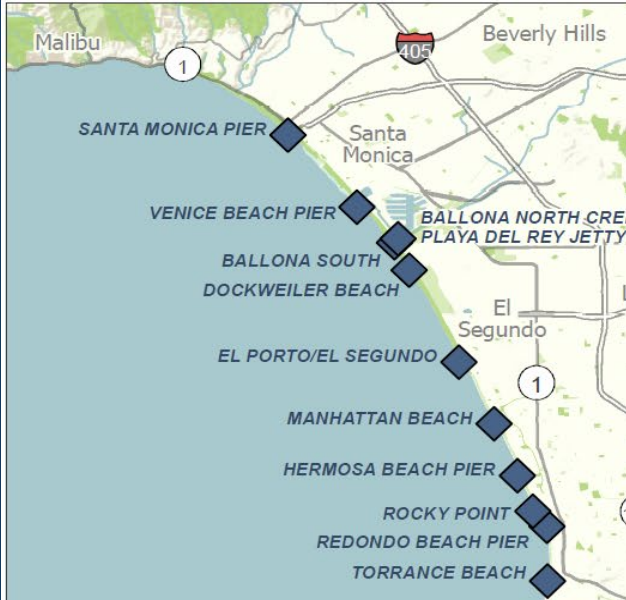 Malibu
1
405
Beverly Hills
SANTA MONICA PIER
Santa
Monica
VENICE BEACH PIER
BALLONA NORTH CRE
PLAYA DEL REY JETTY
BALLONA SOUTH
DOCKWEILER BEACH
El
Segundo
EL PORTO/EL SEGUNDO
1
MANHATTAN BEACH
HERMOSA BEACH PIER
ROCKY POINT
REDONDO BEACH PIER
TORRANCE BEACH